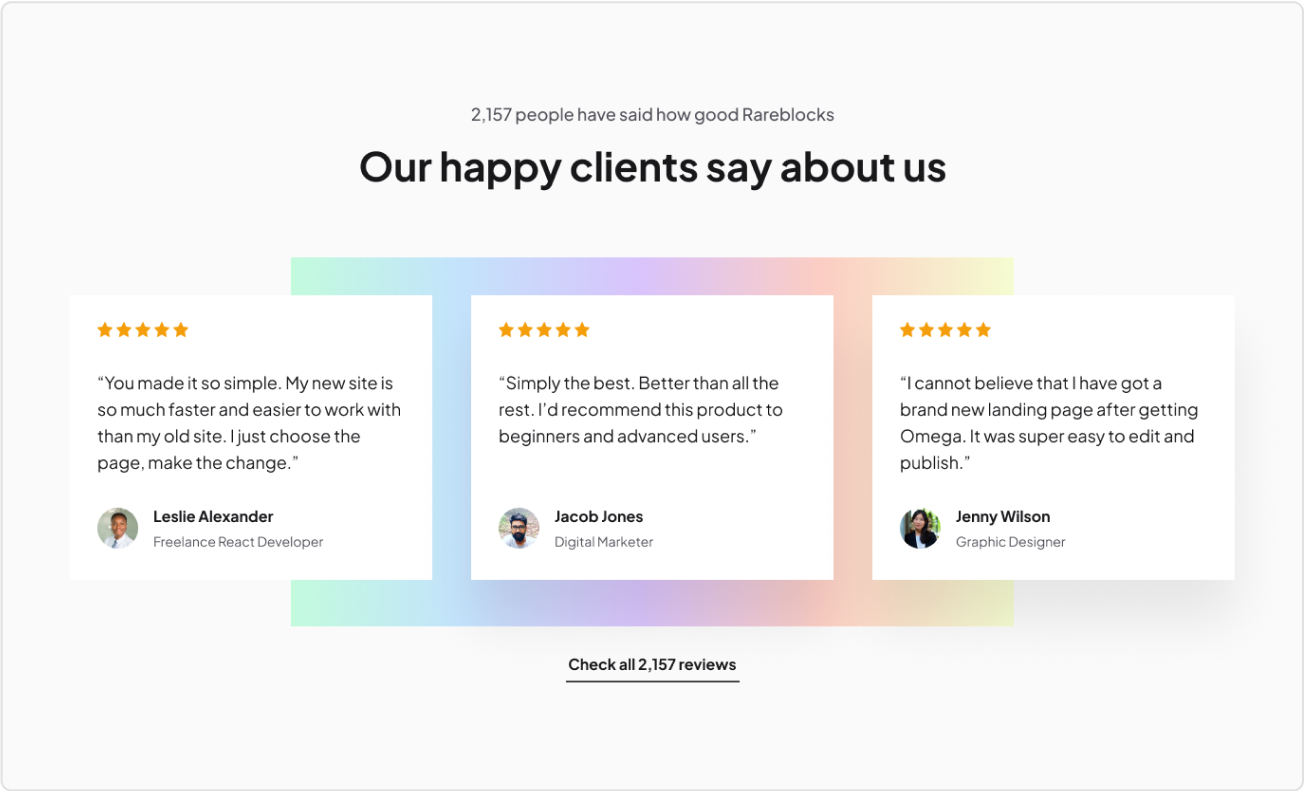 2,157 people have said how good Rareblocks
Our happy clients say about us
“You made it so simple. My new site is
so much faster and easier to work with
than my old site. I just choose the
page, make the change.”
Leslie Alexander
Freelance React Developer
“Simply the best. Better than all the
rest. I’d recommend this product to
beginners and advanced users.”
Jacob Jones
Digital Marketer
“I cannot believe that I have got a
brand new landing page after getting
Omega. It was super easy to edit and
publish.”
Jenny Wilson
Graphic Designer
Check all 2,157 reviews